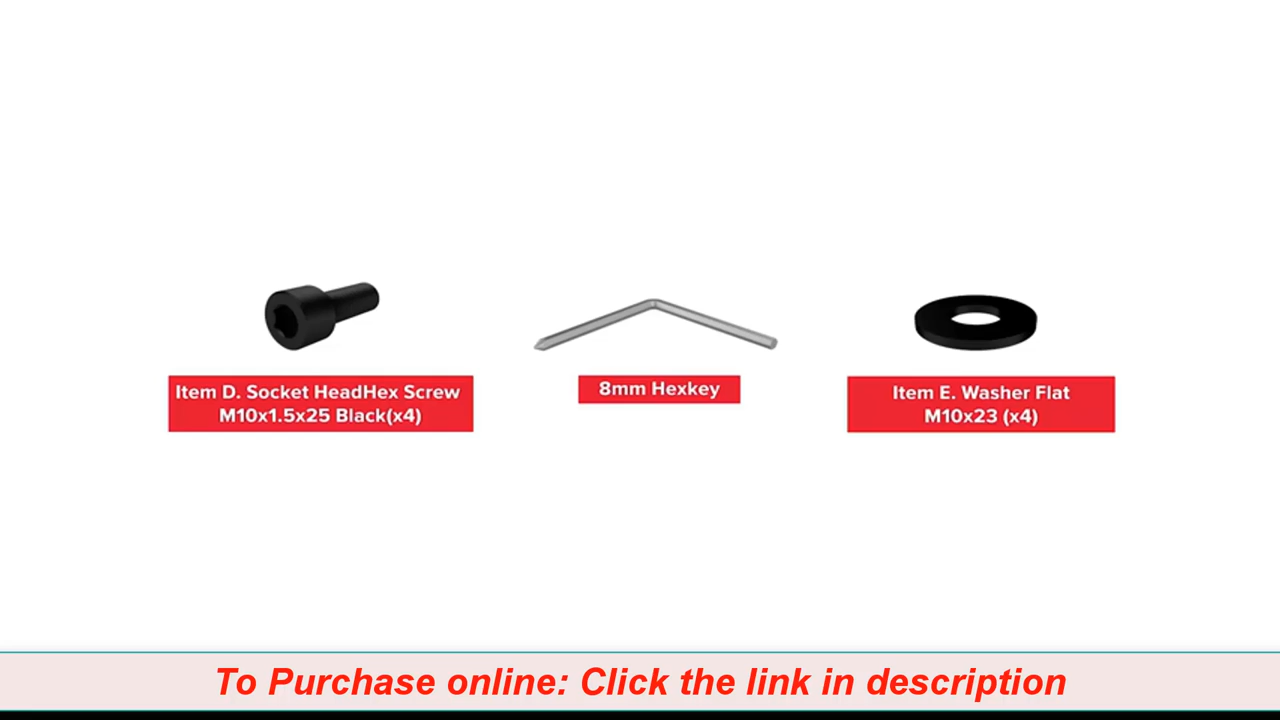 Item D. Socket HeadHex Screw
M10x1.5x25 Black(x4)
8mm Hexkey
Item E. Washer Flat
M10x23 (x4)
To Purchase online: Click the link in description